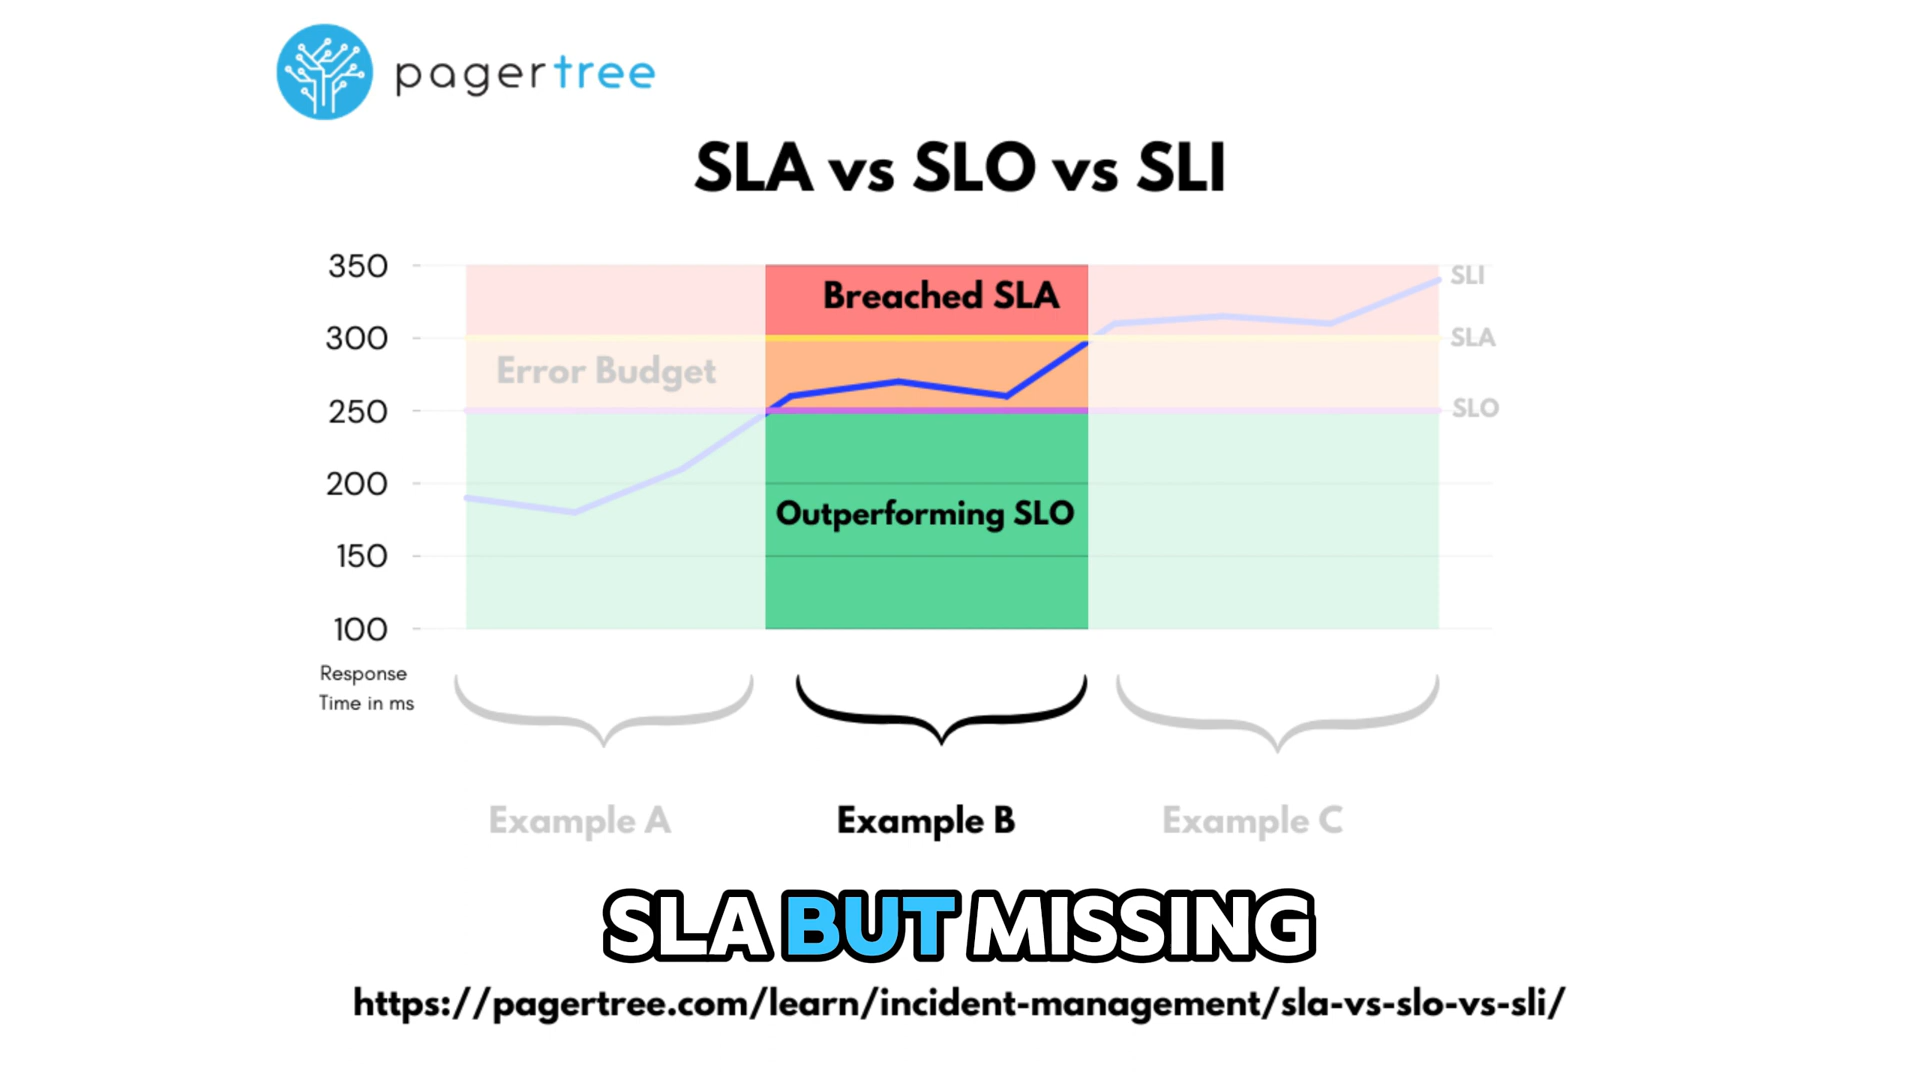 pagertree
SLA vs SLO vs SLI
350
300
250
200
150
100
Response
Time in ms
Breached SLA
Error Budget
Outperforming SLO
SLI
SLA
SLO
Example A
Example B
Example C
SLA BUT MISSING
https://pagertree.com/learn/incident-management/sla-vs-slo-vs-sli/